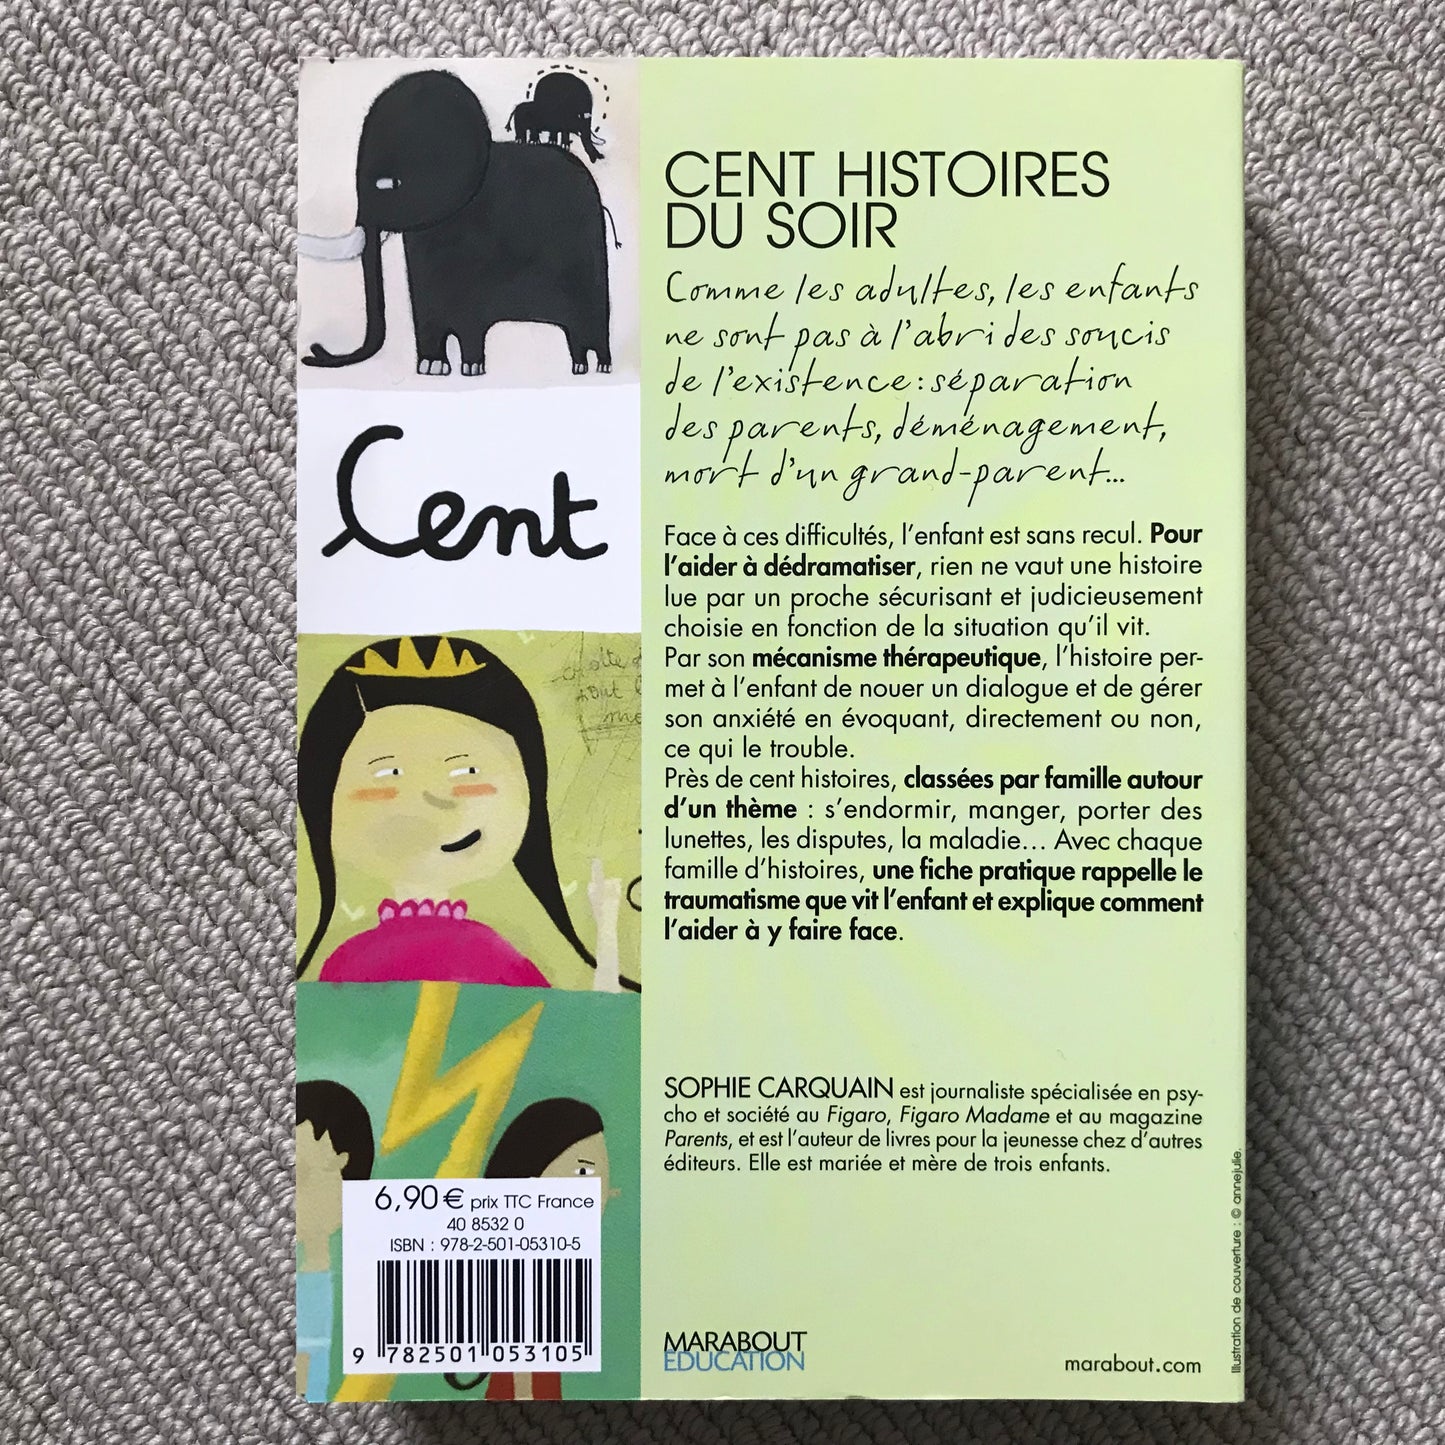 CENT HISTOIRES
DU SOIR
Comme les adultes, les enfants
ne sont pas à l'abri des soucis
de l'existence : séparation
des parents, déménagement,
mort d'un grand-parent...
Face à ces difficultés, l'enfant est sans recul. Pour
l'aider à dédramatiser, rien ne vaut une histoire
lue par un proche sécurisant et judicieusement
choisie en fonction de la situation qu'il vit.
Par son mécanisme thérapeutique, l'histoire per-
met à l'enfant de nouer un dialogue et de gérer
son anxiété en évoquant, directement ou non,
ce qui le trouble.
Près de cent histoires, classées par famille autour
d'un thème : s'endormir, manger, porter des
lunettes, les disputes, la maladie... Avec chaque
famille d'histoires, une fiche pratique rappelle le
traumatisme que vit l'enfant et explique comment
l'aider à y faire face.
SOPHIE CARQUAIN est journaliste spécialisée en psy-
cho et société au Figaro, Figaro Madame et au magazine
Parents, et est l'auteur de livres pour la jeunesse chez d'autres
éditeurs. Elle est mariée et mère de trois enfants.
MARABOUT
EDUCATION
marabout.com
Illustration de couverture : © annejulie.
Cent
6,90 € prix TTC France
40 8532 0
ISBN : 978-2-501-05310-5
9 782501 053105